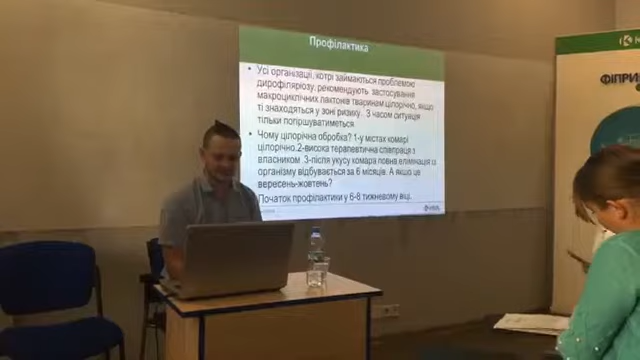 Профілактика
• Усі організації, котрі займаються проблемою
дирофіляріозу, рекомендують застосування
макроциклічних лактонів тваринам цілорічно, якщо
ті знаходяться у зоні ризику. З часом ситуація
тільки погіршуватиметься.
• Чому цілорічна обробка? 1-у містах комарі
цілорічно.2-висока терапевтична співпраця з
власником. 3-після укусу комара повна елімінація із
організму відбувається за 6 місяців. А якщо це
вересень-жовтень?
Початок профілактики у 6-8 тижневому віці.
ФІПРИ